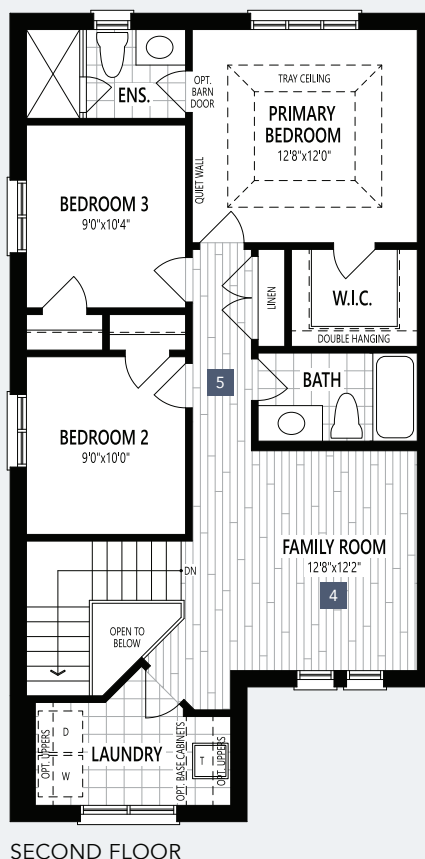 ENS.
OPT.
BARN
DOOR
TRAY CEILING
PRIMARY
BEDROOM
12'8"x12'0"
QUIET WALL
BEDROOM 3
9'0"x10'4"
LINEN
W.I.C.
DOUBLE HANGING
5
BATH
BEDROOM 2
9'0"x10'0"
FAMILY ROOM
12'8"x12'2"
4
DN
OPEN TO
BELOW
OPT. UPPERS
D
W
LAUNDRY
OPT. BASE CABINETS
T
OPT. UPPERS
SECOND FLOOR